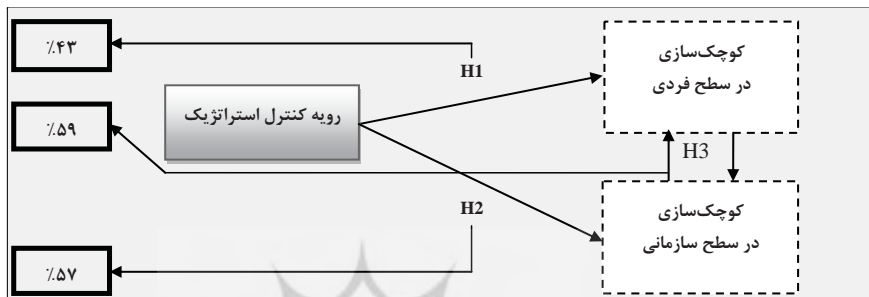 ٪۴۳
H1
کوچک‌سازی
در سطح فردی
رویه کنترل استراتژیک
٪۵۹
H3
H2
کوچک‌سازی
در سطح سازمانی
٪۵۷